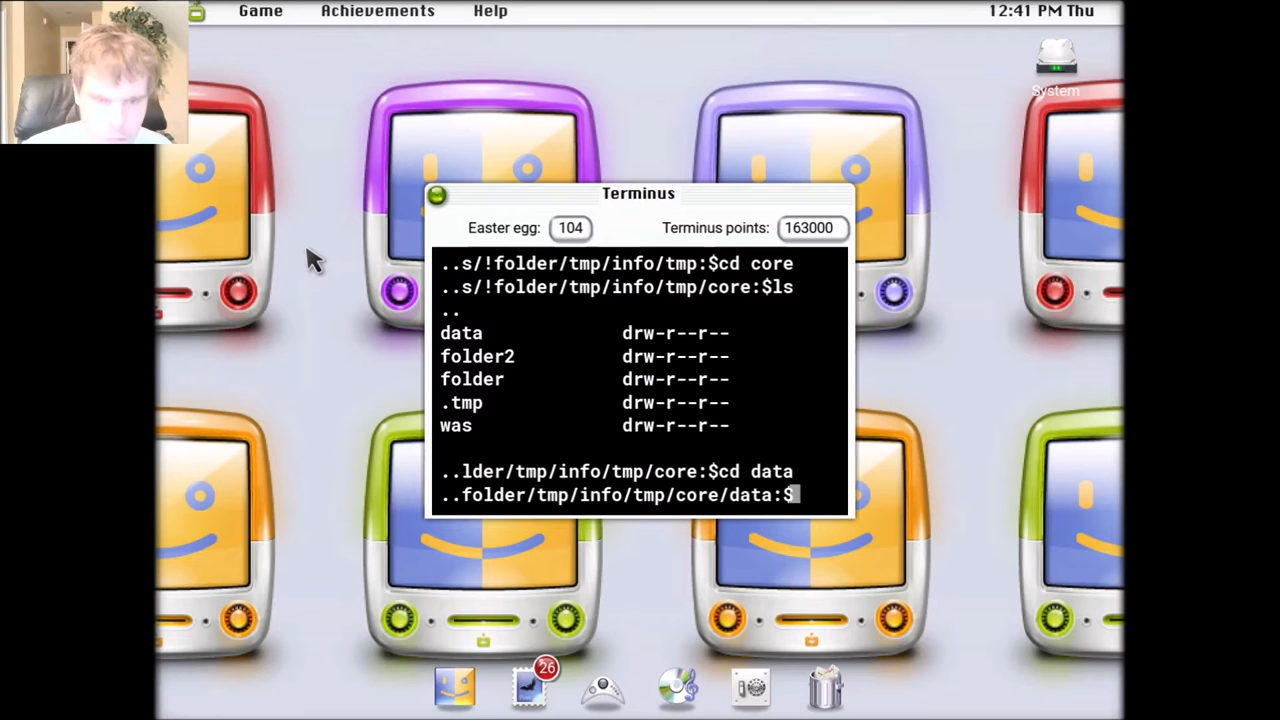 Game Achievements Help 12:41 PM Thu
System
Terminus
Easter egg: 104 Terminus points: 163000
..s/!folder/tmp/info/tmp:$cd core
..s/!folder/tmp/info/tmp/core:$ls
..
data drw-r--r--
folder2 drw-r--r--
folder drw-r--r--
.tmp drw-r--r--
was drw-r--r--
..lder/tmp/info/tmp/core:$cd data
..folder/tmp/info/tmp/core/data:$
26